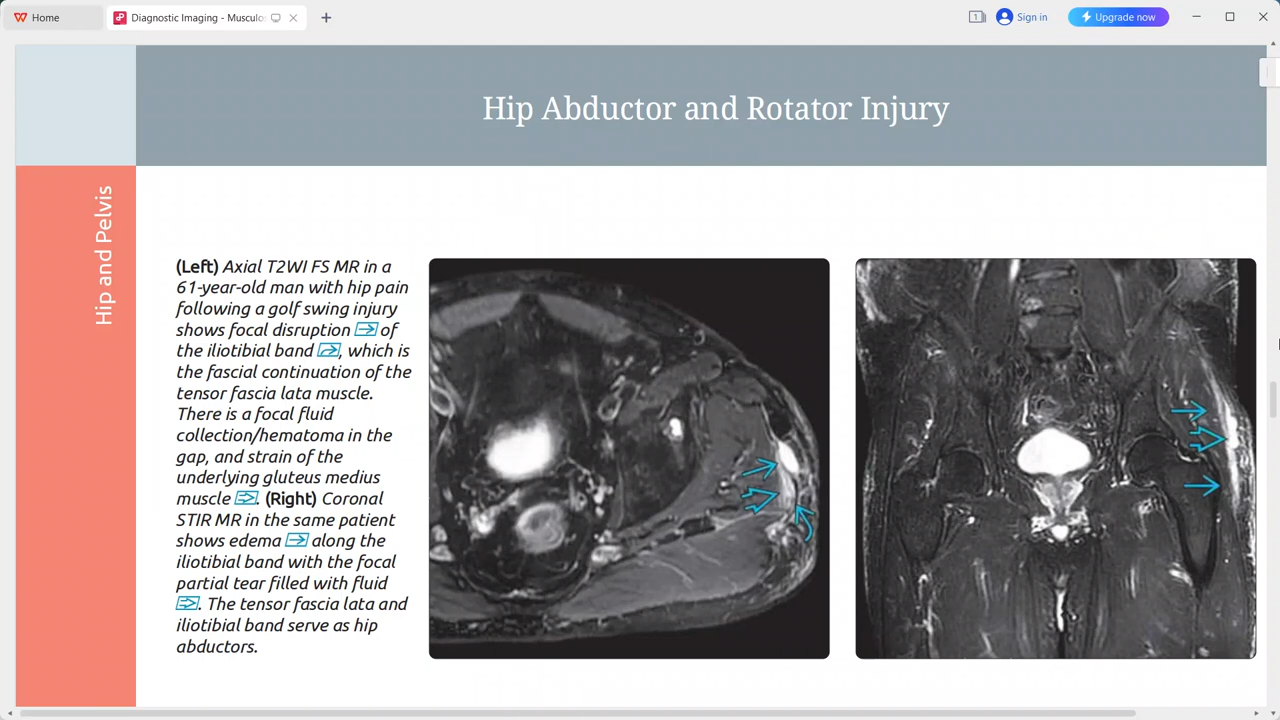 Home
Diagnostic Imaging - Musculo
1
Sign in
Upgrade now
Hip Abductor and Rotator Injury
Hip and Pelvis
(Left) Axial T2WI FS MR in a
61-year-old man with hip pain
following a golf swing injury
shows focal disruption of
the iliotibial band, which is
the fascial continuation of the
tensor fascia lata muscle.
There is a focal fluid
collection/hematoma in the
gap, and strain of the
underlying gluteus medius
muscle. (Right) Coronal
STIR MR in the same patient
shows edema along the
iliotibial band with the focal
partial tear filled with fluid
. The tensor fascia lata and
iliotibial band serve as hip
abductors.